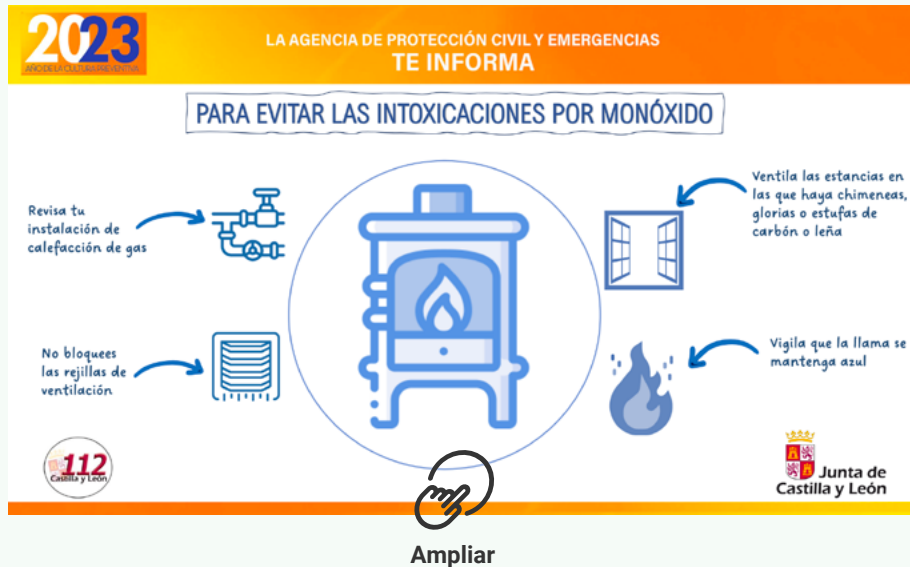 2023
AÑO DE LA CULTURA PREVENTIVA
LA AGENCIA DE PROTECCIÓN CIVIL Y EMERGENCIAS
TE INFORMA
PARA EVITAR LAS INTOXICACIONES POR MONÓXIDO
Revisa tu
instalación de
calefacción de gas
Ventila las estancias en
las que haya chimeneas,
glorias o estufas de
carbón o leña
No bloquees
las rejillas de
ventilación
Vigila que la llama se
mantenga azul
112
Castilla y León
Junta de
Castilla y León
Ampliar